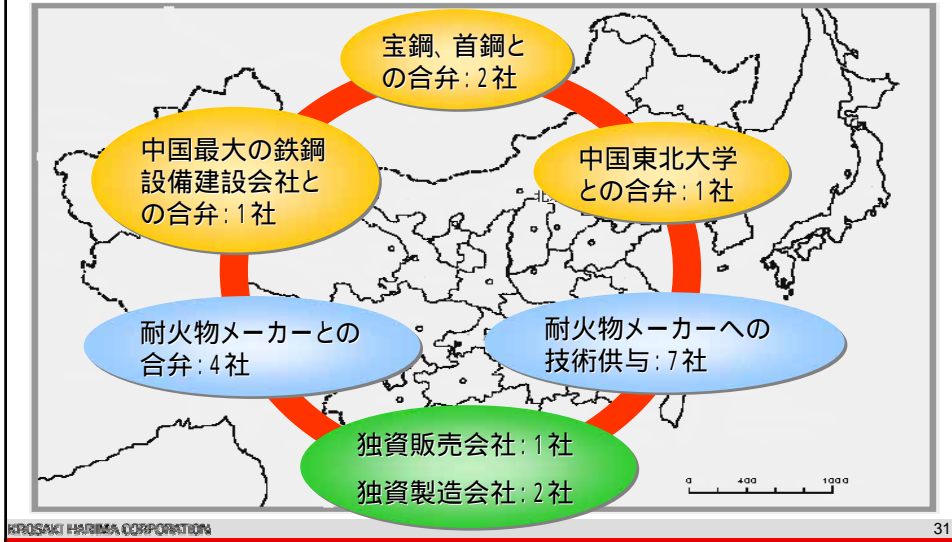 宝鋼、首鋼と
の合弁:2社
中国最大の鉄鋼
設備建設会社と
の合弁:1社
中国東北大学
との合弁:1社
北
耐火物メーカーとの
合弁:4社
耐火物メーカーへの
技術供与:7社
独資販売会社:1社
独資製造会社:2社
0 400 1000
KROSAKI HARIMA CORPORATION
31